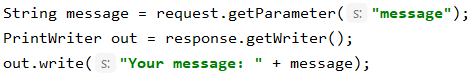 String message = request.getParameter( s: "message");
PrintWriter out = response.getWriter();
out.write( s: "Your message: " + message);